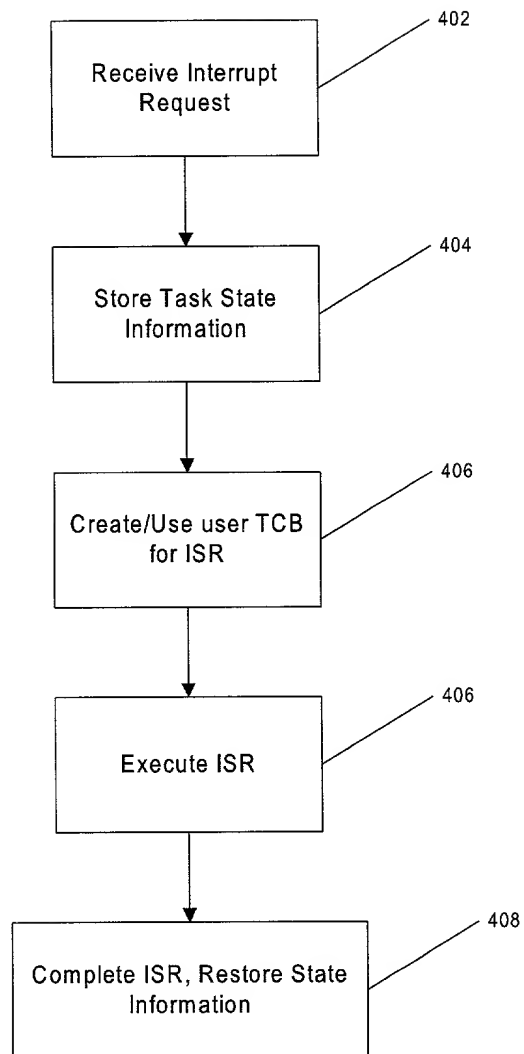 402
Receive Interrupt
Request
404
Store Task State
Information
406
Create/Use user TCB
for ISR
406
Execute ISR
408
Complete ISR, Restore State
Information